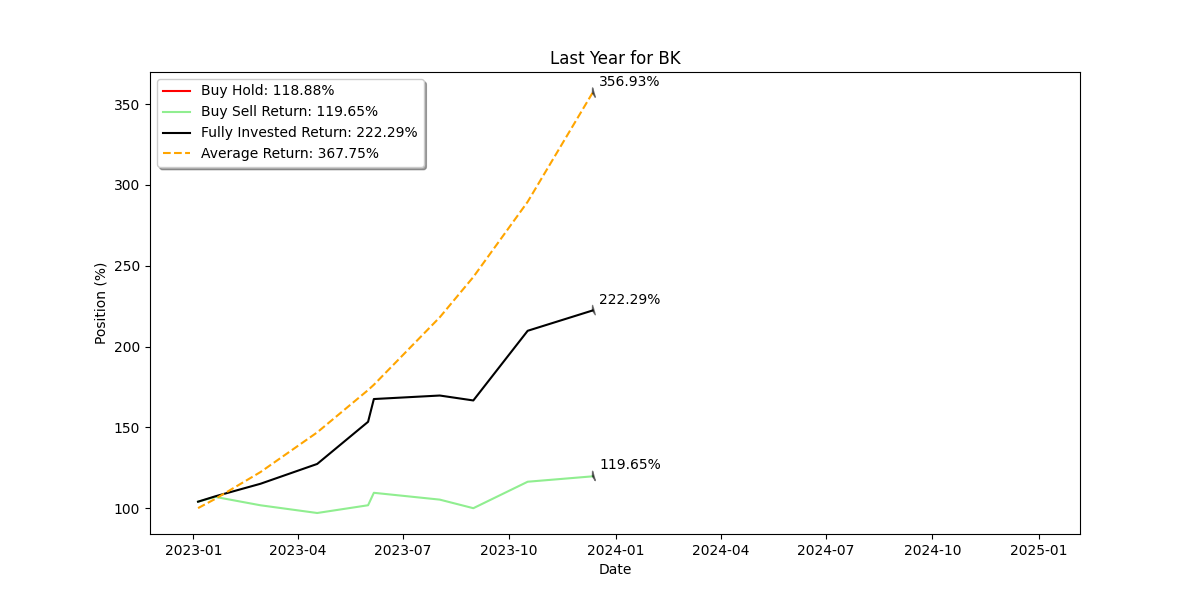 Last Year for BK
356.93%
Buy Hold: 118.88%
Buy Sell Return: 119.65%
Fully Invested Return: 222.29%
Average Return: 367.75%
350
300
250
200
150
100
Position (%)
222.29%
119.65%
2023-01 2023-04 2023-07 2023-10 2024-01 2024-04 2024-07 2024-10 2025-01
Date